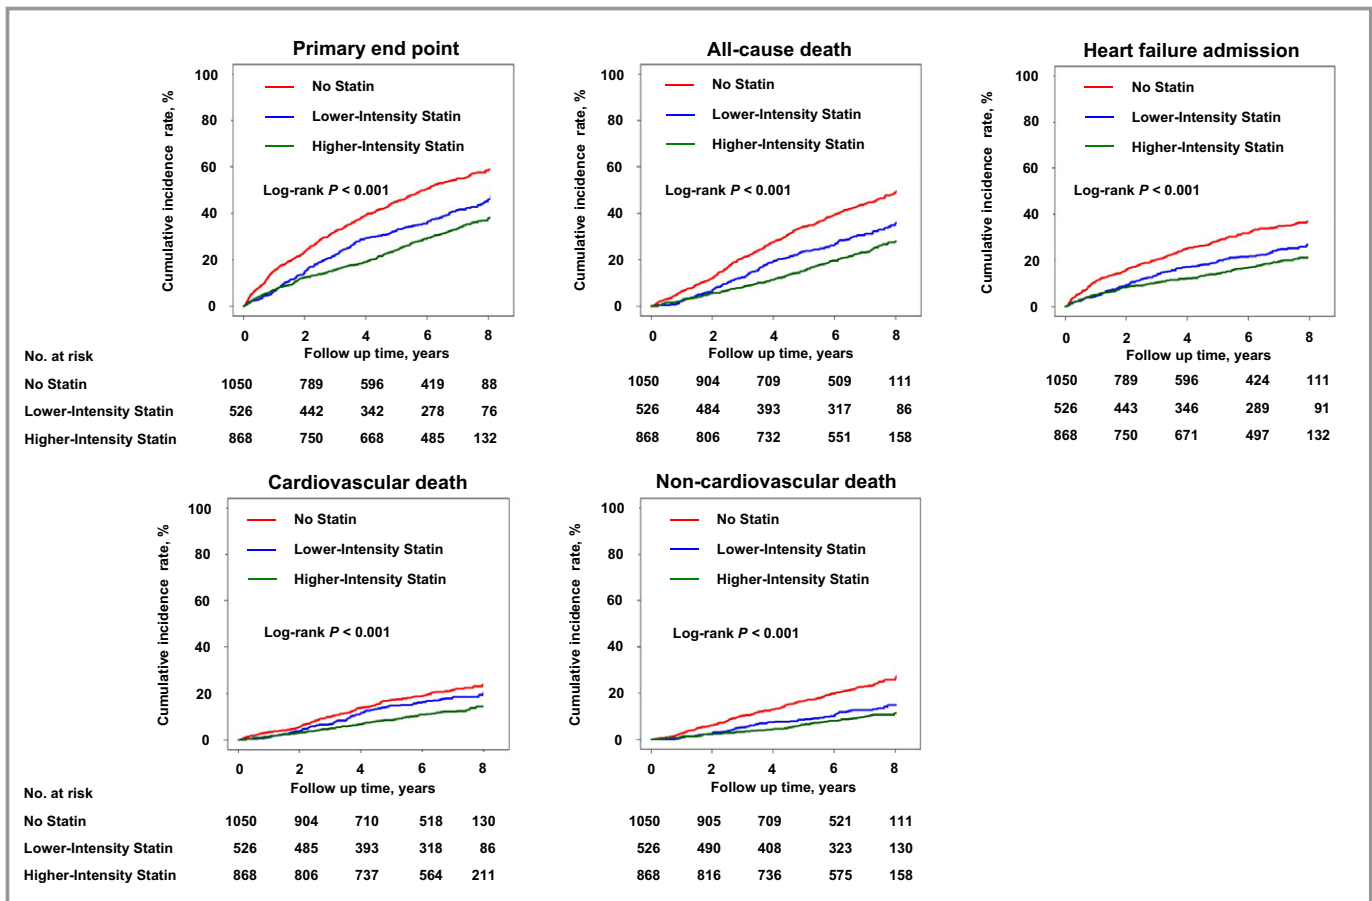 Primary end point
Cumulative incidence rate, %
100
80
60
40
20
0
No Statin
Lower-Intensity Statin
Higher-Intensity Statin
Log-rank P < 0.001
0 2 4 6 8
Follow up time, years
All-cause death
Cumulative incidence rate, %
100
80
60
40
20
0
No Statin
Lower-Intensity Statin
Higher-Intensity Statin
Log-rank P < 0.001
0 2 4 6 8
Follow up time, years
Heart failure admission
Cumulative incidence rate, %
100
80
60
40
20
0
No Statin
Lower-Intensity Statin
Higher-Intensity Statin
Log-rank P < 0.001
0 2 4 6 8
Follow up time, years
No. at risk
No Statin 1050 789 596 419 88 1050 904 709 509 111 1050 789 596 424 111
Lower-Intensity Statin 526 442 342 278 76 526 484 393 317 86 526 443 346 289 91
Higher-Intensity Statin 868 750 668 485 132 868 806 732 551 158 868 750 671 497 132
Cardiovascular death
Cumulative incidence rate, %
100
80
60
40
20
0
No Statin
Lower-Intensity Statin
Higher-Intensity Statin
Log-rank P < 0.001
0 2 4 6 8
Follow up time, years
Non-cardiovascular death
Cumulative incidence rate, %
100
80
60
40
20
0
No Statin
Lower-Intensity Statin
Higher-Intensity Statin
Log-rank P < 0.001
0 2 4 6 8
Follow up time, years
No. at risk
No Statin 1050 904 710 518 130 1050 905 709 521 111
Lower-Intensity Statin 526 485 393 318 86 526 490 408 323 130
Higher-Intensity Statin 868 806 737 564 211 868 816 736 575 158